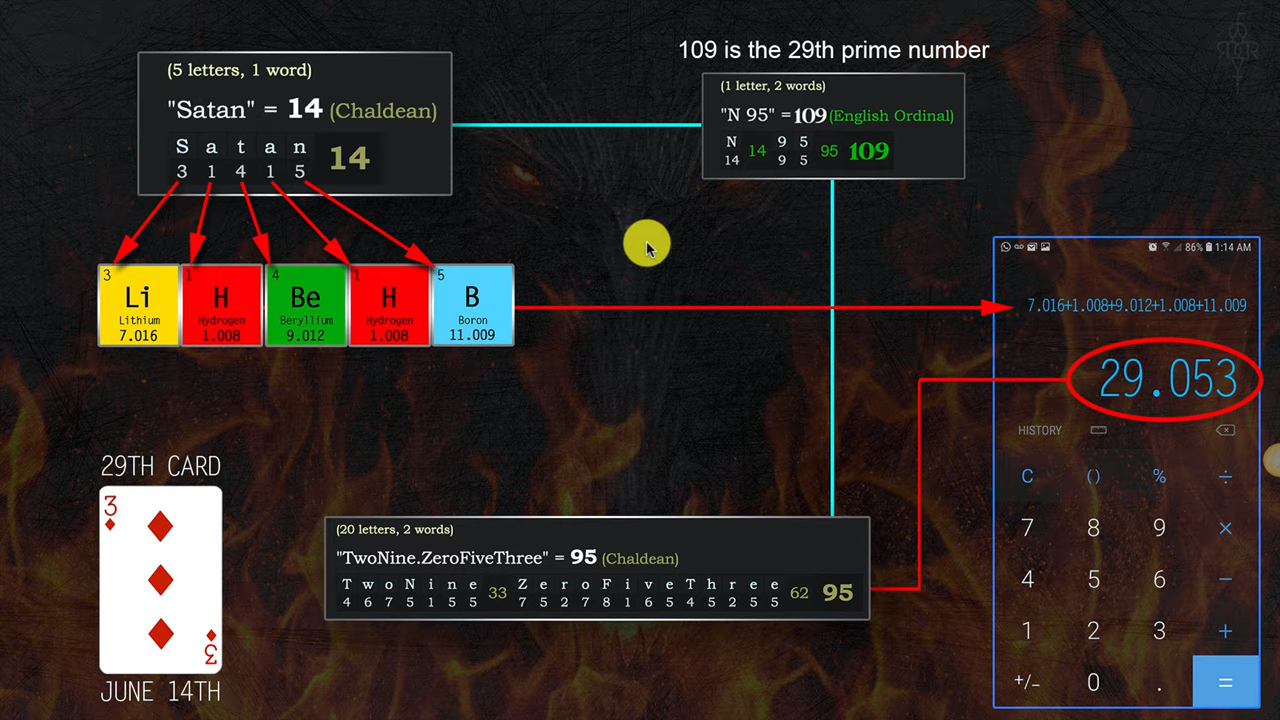 109 is the 29th prime number
(5 letters, 1 word)
"Satan" = 14 (Chaldean)
S a t a n
3 1 4 1 5 14
(1 letter, 2 words)
"N 95" = 109 (English Ordinal)
N 14 9 5 95 109
14 9 5
3 1 4 1 5
Li H Be H B
Lithium Hydrogen Beryllium Hydrogen Boron
7.016 1.008 9.012 1.008 11.009
86% 1:14 AM
7.016+1.008+9.012+1.008+11.009
29.053
HISTORY
C () % ÷
7 8 9 ×
4 5 6 −
1 2 3 +
+/− 0 . =
29TH CARD
3
3
JUNE 14TH
(20 letters, 2 words)
"TwoNine.ZeroFiveThree" = 95 (Chaldean)
T w o N i n e 33 Z e r o F i v e T h r e e 62 95
4 6 7 5 1 5 5 7 5 2 7 8 1 6 5 4 5 2 5 5